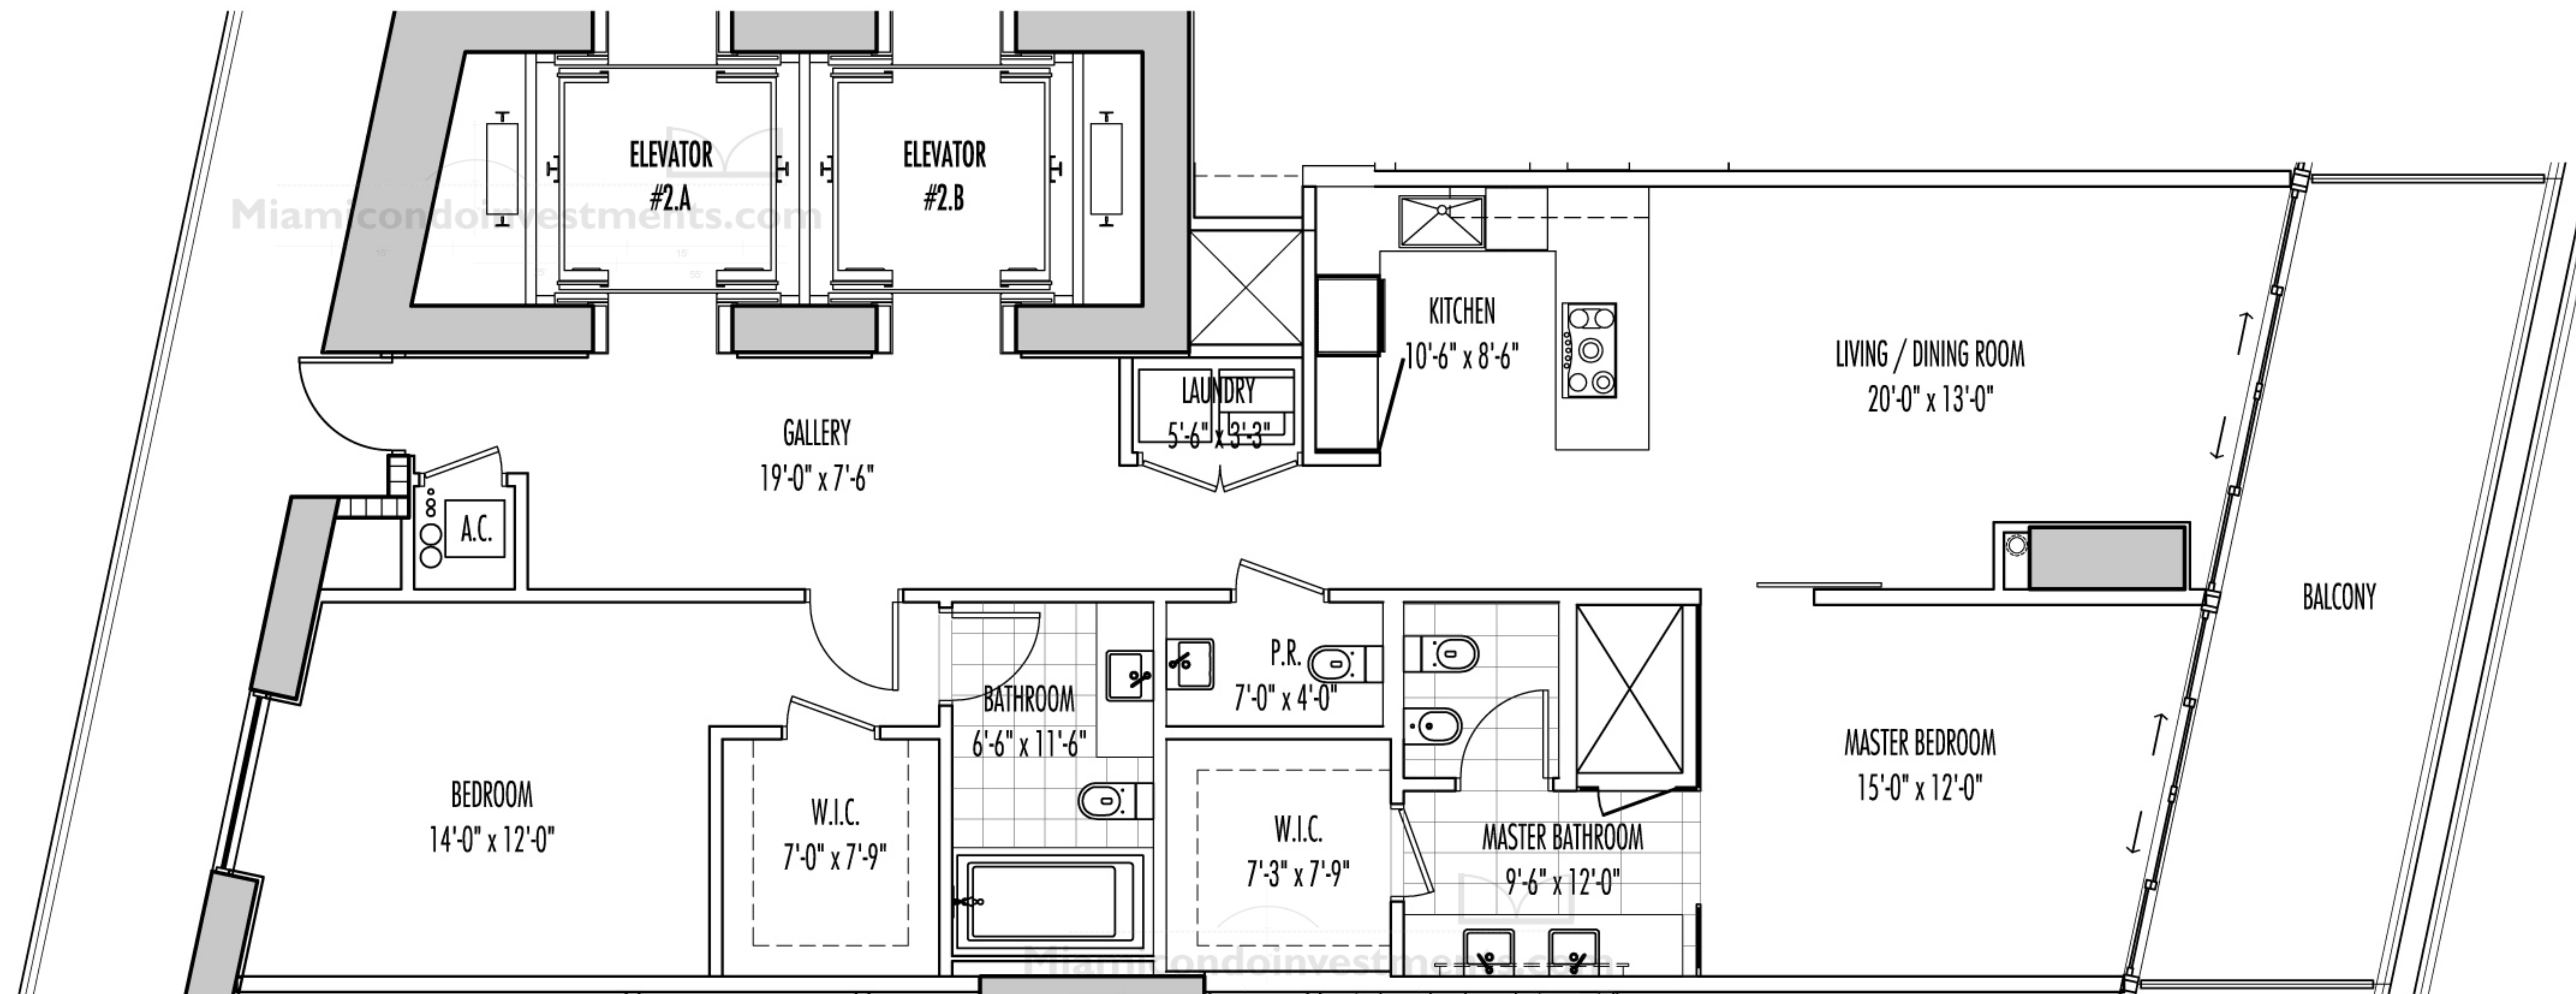 ELEVATOR
#2.A
ELEVATOR
#2.B
Miamicondoinvestments.com
KITCHEN
10'-6" x 8'-6"
LIVING / DINING ROOM
20'-0" x 13'-0"
LAUNDRY
5'-6" x 3'-3"
GALLERY
19'-0" x 7'-6"
A.C.
BALCONY
P.R.
7'-0" x 4'-0"
BATHROOM
6'-6" x 11'-6"
MASTER BEDROOM
15'-0" x 12'-0"
BEDROOM
14'-0" x 12'-0"
W.I.C.
7'-0" x 7'-9"
W.I.C.
7'-3" x 7'-9"
MASTER BATHROOM
9'-6" x 12'-0"
Miamicondoinvestments.com